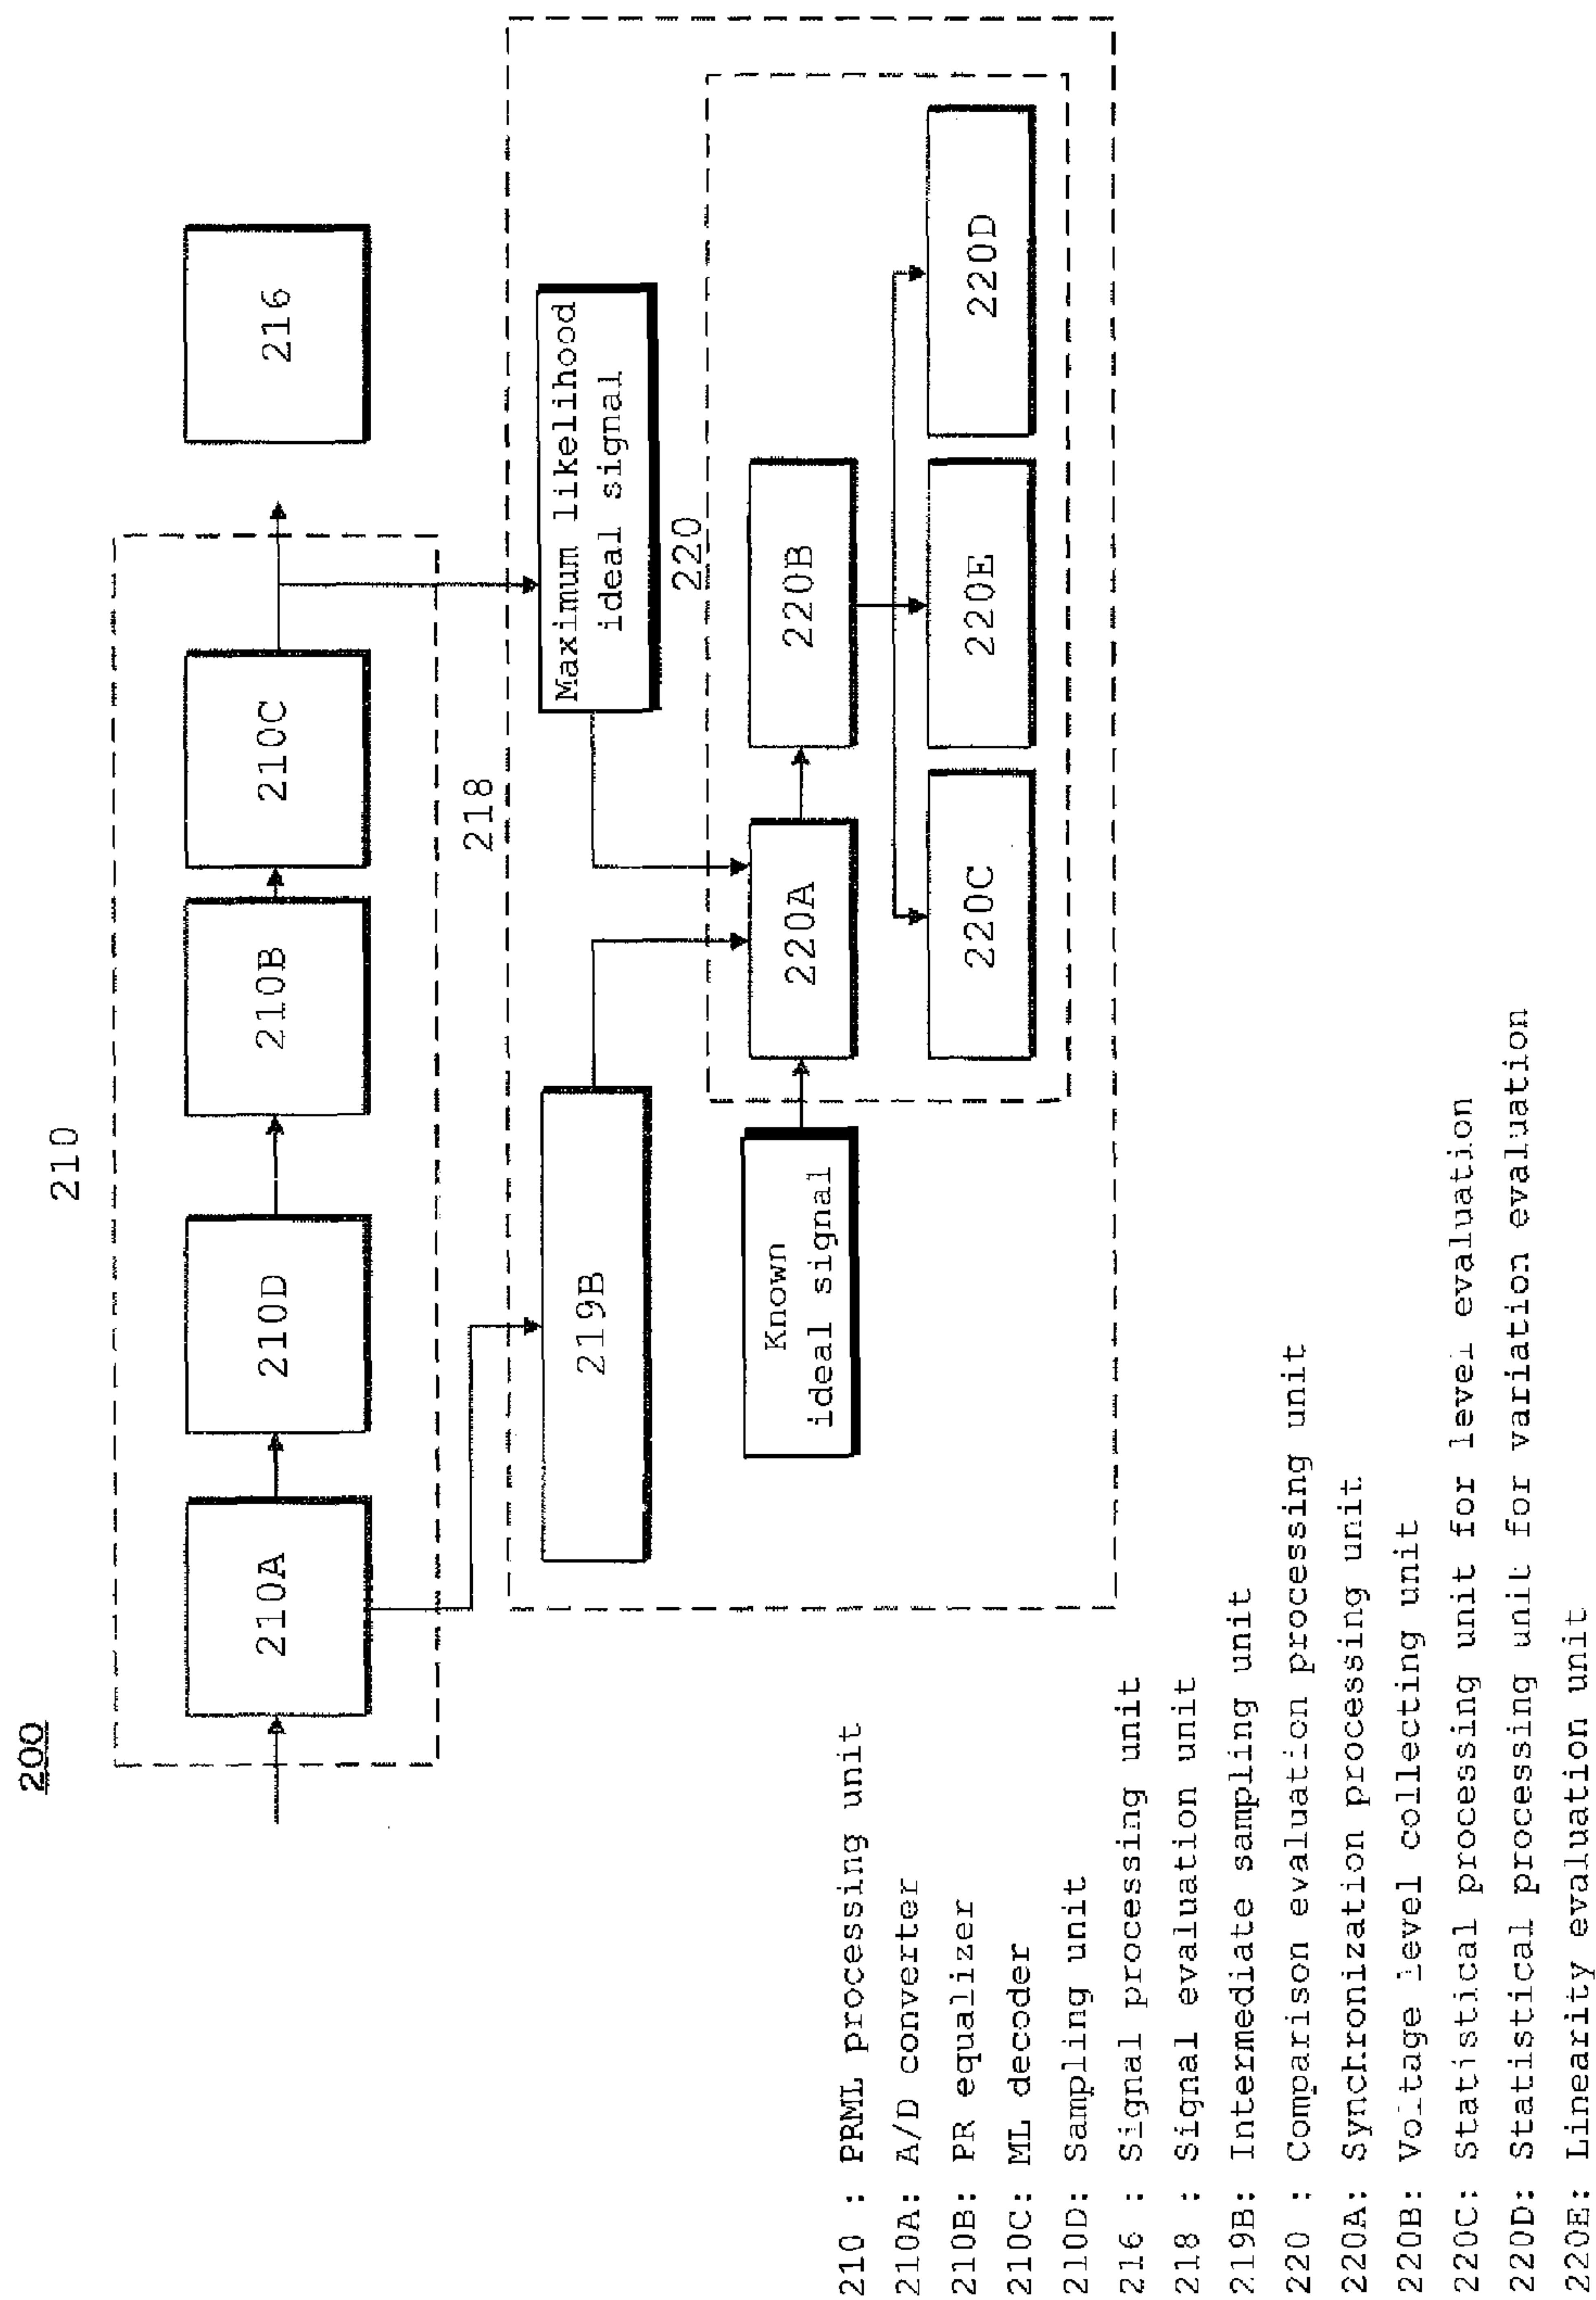 200
210
210A
210D
210B
210C
216
218
219B
Maximum likelihood
ideal signal
220
Known
ideal signal
220A
220B
220C
220E
220D
210 : PRML processing unit
210A: A/D converter
210B: PR equalizer
210C: ML decoder
210D: Sampling unit
216 : Signal processing unit
218 : Signal evaluation unit
219B: Intermediate sampling unit
220 : Comparison evaluation processing unit
220A: Synchronization processing unit
220B: Voltage level collecting unit
220C: Statistical processing unit for level evaluation
220D: Statistical processing unit for variation evaluation
220E: Linearity evaluation unit